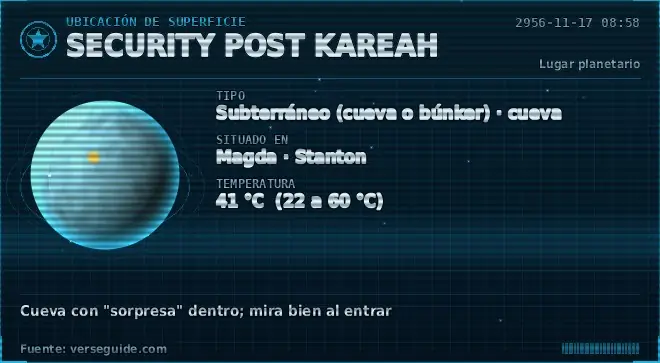 UBICACIÓN DE SUPERFICIE
2956-11-17 08:58
SECURITY POST KAREAH
Lugar planetario
TIPO
Subterráneo (cueva o búnker) · cueva
SITUADO EN
Magda · Stanton
TEMPERATURA
41 °C (22 a 60 °C)
Cueva con "sorpresa" dentro; mira bien al entrar
Fuente: verseguide.com